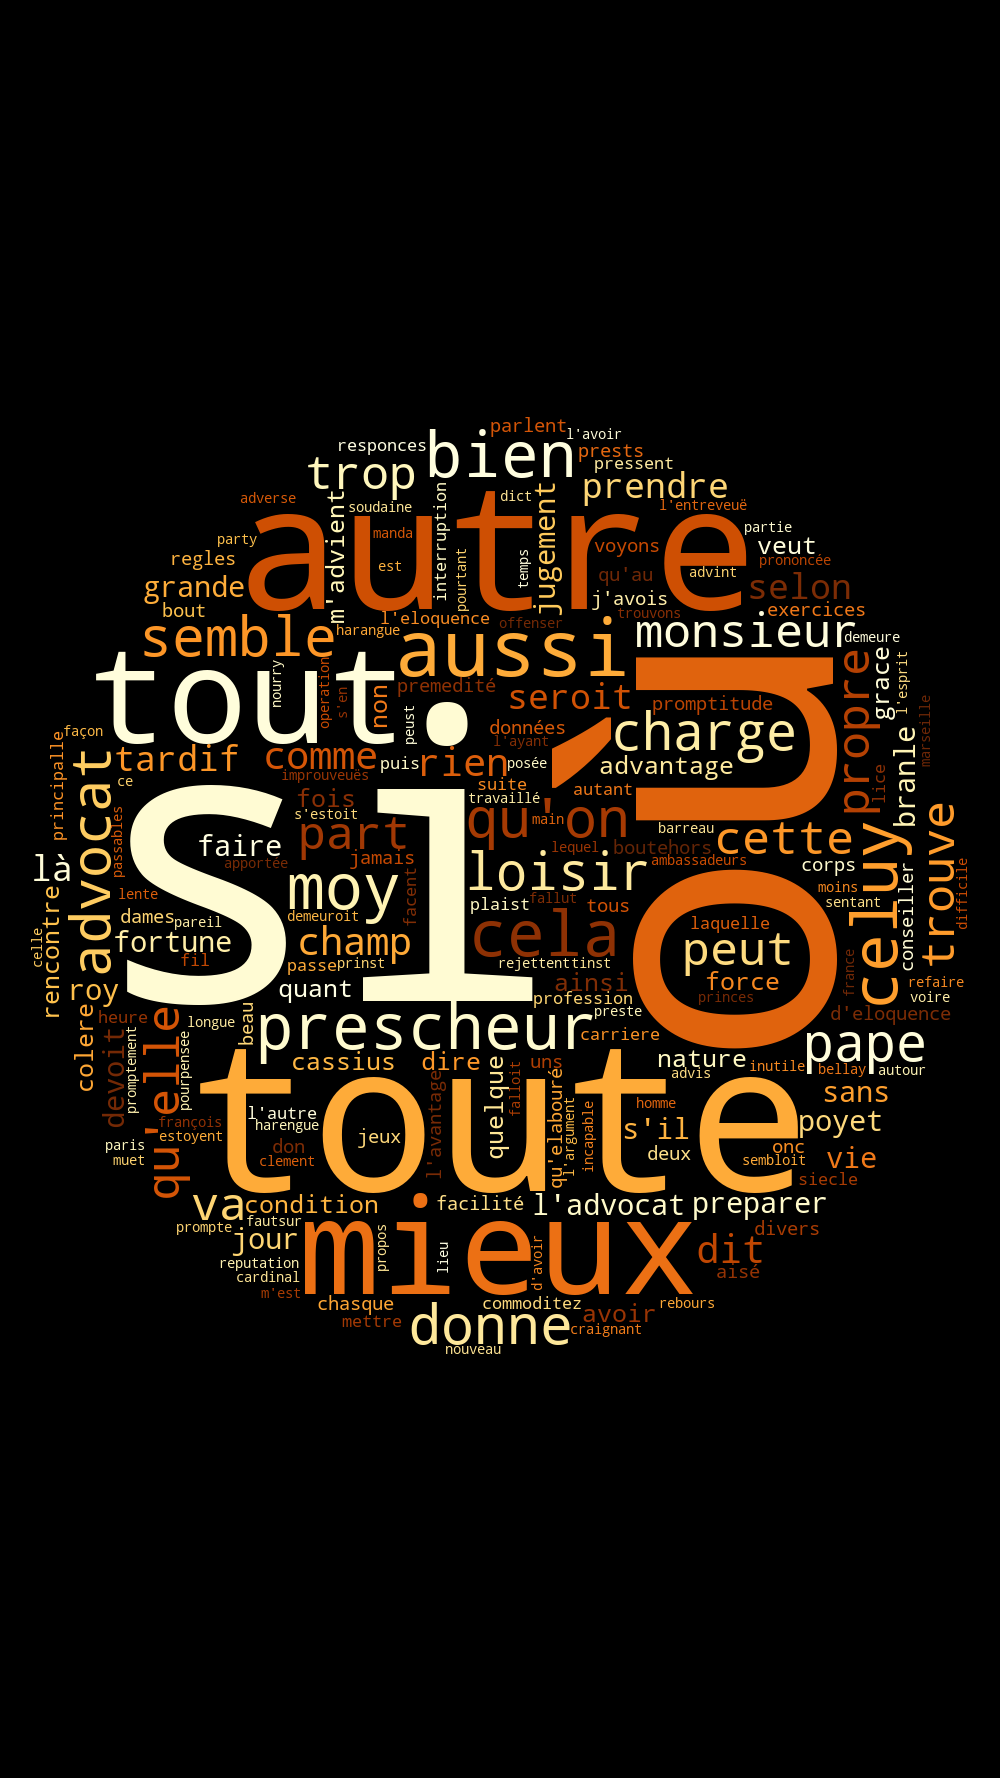 parlent
l'avoir
responces
bien
prests
trop
pressent
prendre
adverse
soudaine
dict
l'entreveuë
m'advient
interruption
autre
jugement
manda
partie
party
voyons
veut
prononcée
regles
est
pourtant
temps
qu'au
advint
selon
grande
j'avois
bout
l'eloquence
offenser
trouvons
exercices
semble
harangue
aussi
monsieur
demeure
tout
nourry
operation
s'en
non
premedité
seroit
promptitude
où
propre
grace
l'esprit
marseille
façon
peust
données
l'ayant
charge
principalle
tardif
comme
puis
rien
posée
advantage
ce
improuveuës
suite
autant
lice
branle
advocat
fois
travaillé
s'estoit
passables
part
qu'on
main
barreau
cette
trouve
faire
apportée
jamais
lequel
boutehors
ambassadeurs
là
si
moy
loisir
corps
celuy
lente
facent
fallut
moins
difficile
rencontre
dames
pareil
demeuroit
plaist
tous
sentant
conseiller
celle
fortune
champ
cela
laquelle
peut
fil
passe
prinst
rejettenttinst
france
roy
quant
ainsi
force
refaire
princes
voire
profession
heure
longue
beau
prescheur
preste
d'eloquence
colere
qu'elle
carriere
devoit
promptement
pourpensee
cassius
dire
uns
nature
pape
autour
advis
inutile
bellay
toute
quelque
falloit
qu'elabouré
l'avantage
l'argument
incapable
homme
sans
françois
l'autre
harengue
estoyent
jeux
s'il
poyet
paris
don
deux
onc
muet
clement
sembloit
vie
siecle
va
condition
facilité
l'advocat
preparer
prompte
fautsur
jour
mieux
propos
lieu
d'avoir
divers
dit
reputation
cardinal
aisé
m'est
chasque
commoditez
rebours
mettre
donne
avoir
craignant
nouveau